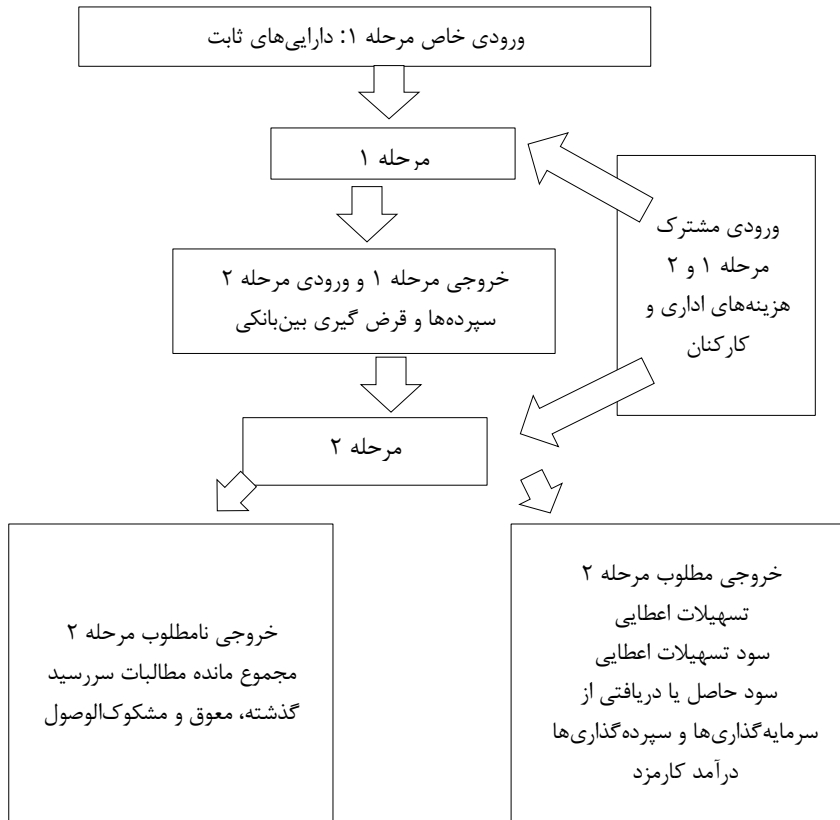 ورودی خاص مرحله ۱: دارایی‌های ثابت
مرحله ۱
ورودی مشترک
مرحله ۱ و ۲
هزینه‌های اداری و
کارکنان
خروجی مرحله ۱ و ورودی مرحله ۲
سپرده‌ها و قرض گیری بین‌بانکی
مرحله ۲
خروجی مطلوب مرحله ۲
تسهیلات اعطایی
سود تسهیلات اعطایی
سود حاصل یا دریافتی از
سرمایه‌گذاری‌ها و سپرده‌گذاری‌ها
درآمد کارمزد
خروجی نامطلوب مرحله ۲
مجموع مانده مطالبات سررسید
گذشته، معوق و مشکوک‌الوصول